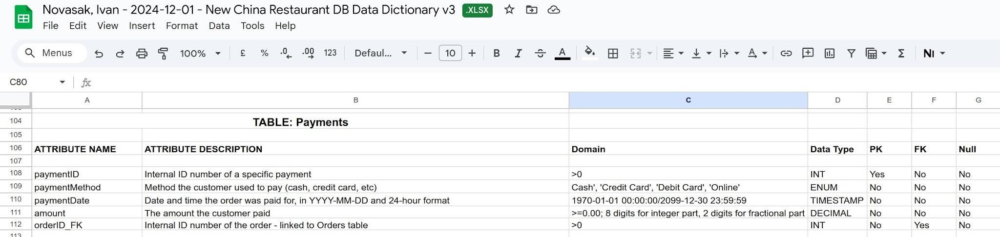 Novasak, Ivan - 2024-12-01 - New China Restaurant DB Data Dictionary v3 .XLSX
File Edit View Insert Format Data Tools Help
Menus 100% £ % .0 .00 123 Defaul... − 10 + B I S A A Σ
C80 fx
A B C D E F G
104 TABLE: Payments
105
106 ATTRIBUTE NAME ATTRIBUTE DESCRIPTION Domain Data Type PK FK Null
107
108 paymentID Internal ID number of a specific payment >0 INT Yes No No
109 paymentMethod Method the customer used to pay (cash, credit card, etc) Cash', 'Credit Card', 'Debit Card', 'Online' ENUM No No No
110 paymentDate Date and time the order was paid for, in YYYY-MM-DD and 24-hour format 1970-01-01 00:00:00/2099-12-30 23:59:59 TIMESTAMP No No No
111 amount The amount the customer paid >=0.00; 8 digits for integer part, 2 digits for fractional part DECIMAL No No No
112 orderID_FK Internal ID number of the order - linked to Orders table >0 INT No Yes No
113